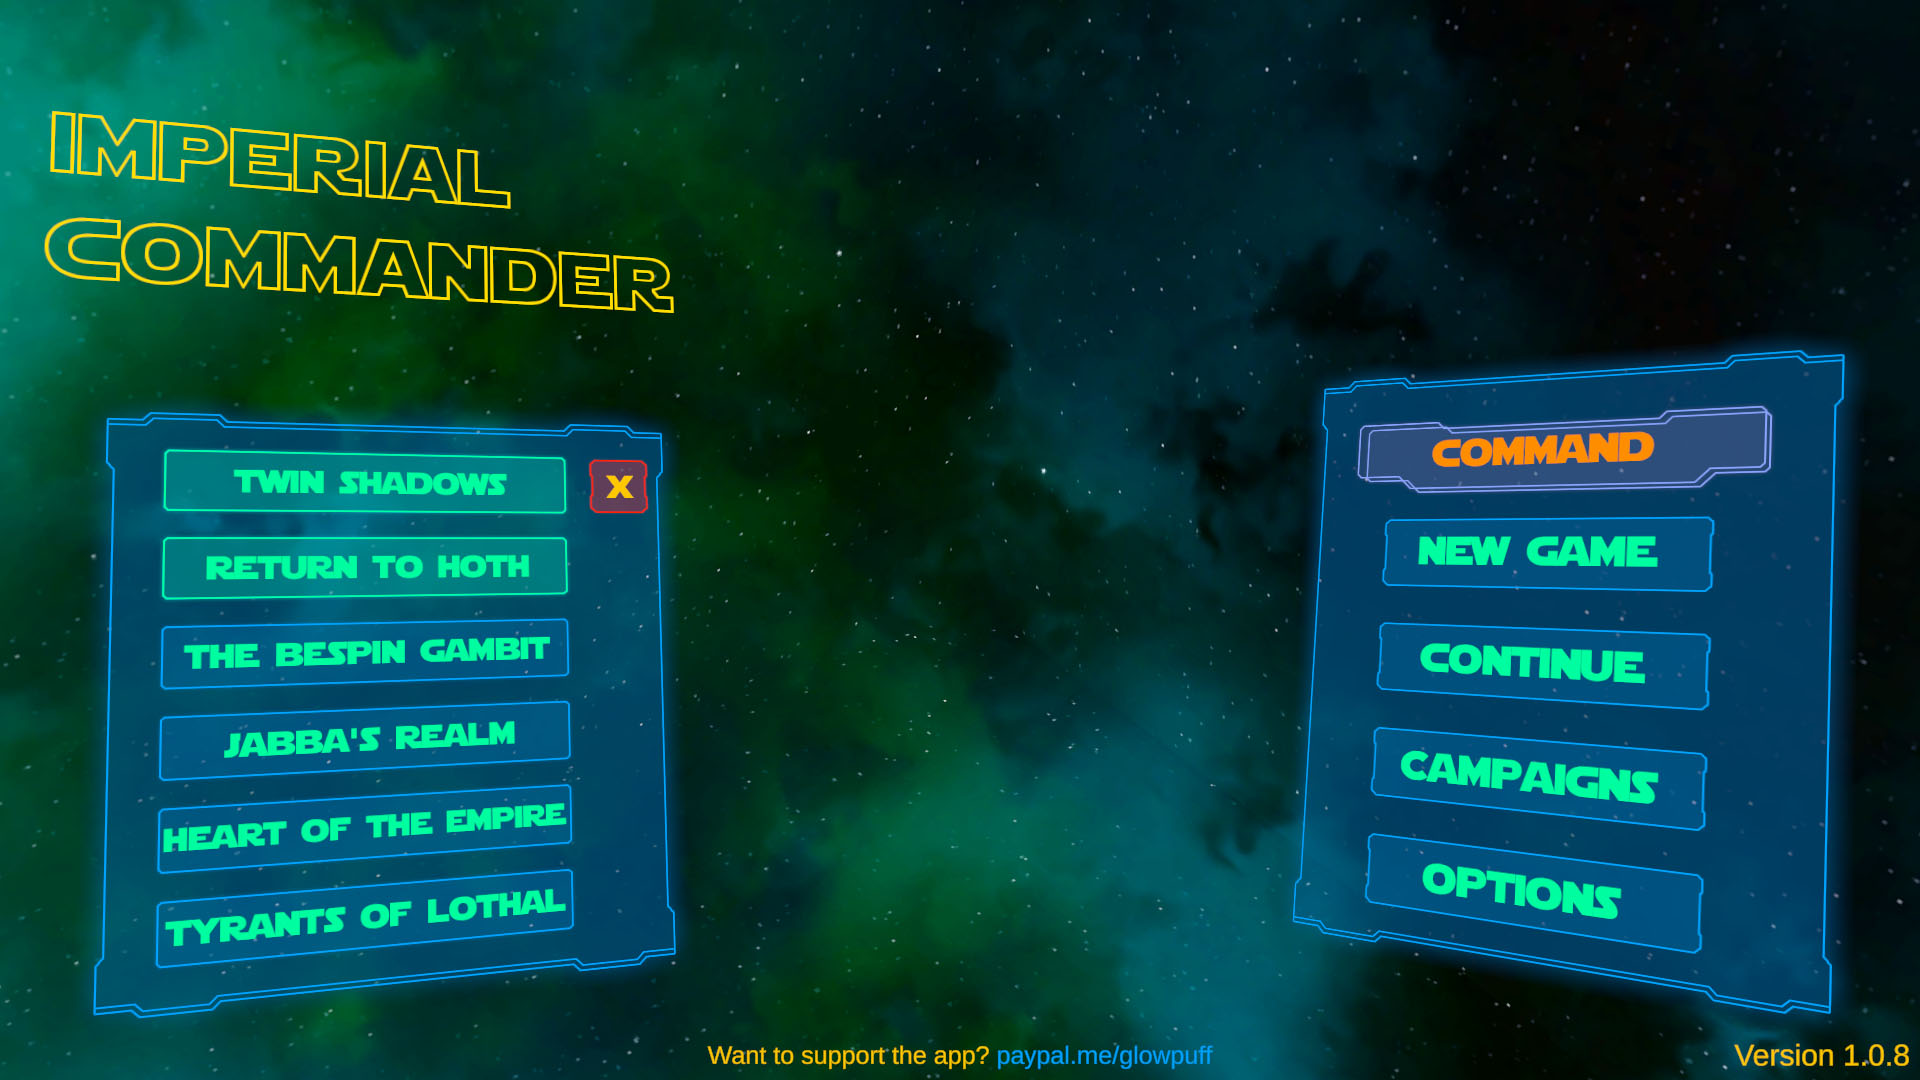 IMPERIAL
COMMANDER
TWIN SHADOWS
X
RETURN TO HOTH
THE BESPIN GAMBIT
JABBA'S REALM
HEART OF THE EMPIRE
TYRANTS OF LOTHAL
COMMAND
NEW GAME
CONTINUE
CAMPAIGNS
OPTIONS
Want to support the app? paypal.me/glowpuff
Version 1.0.8